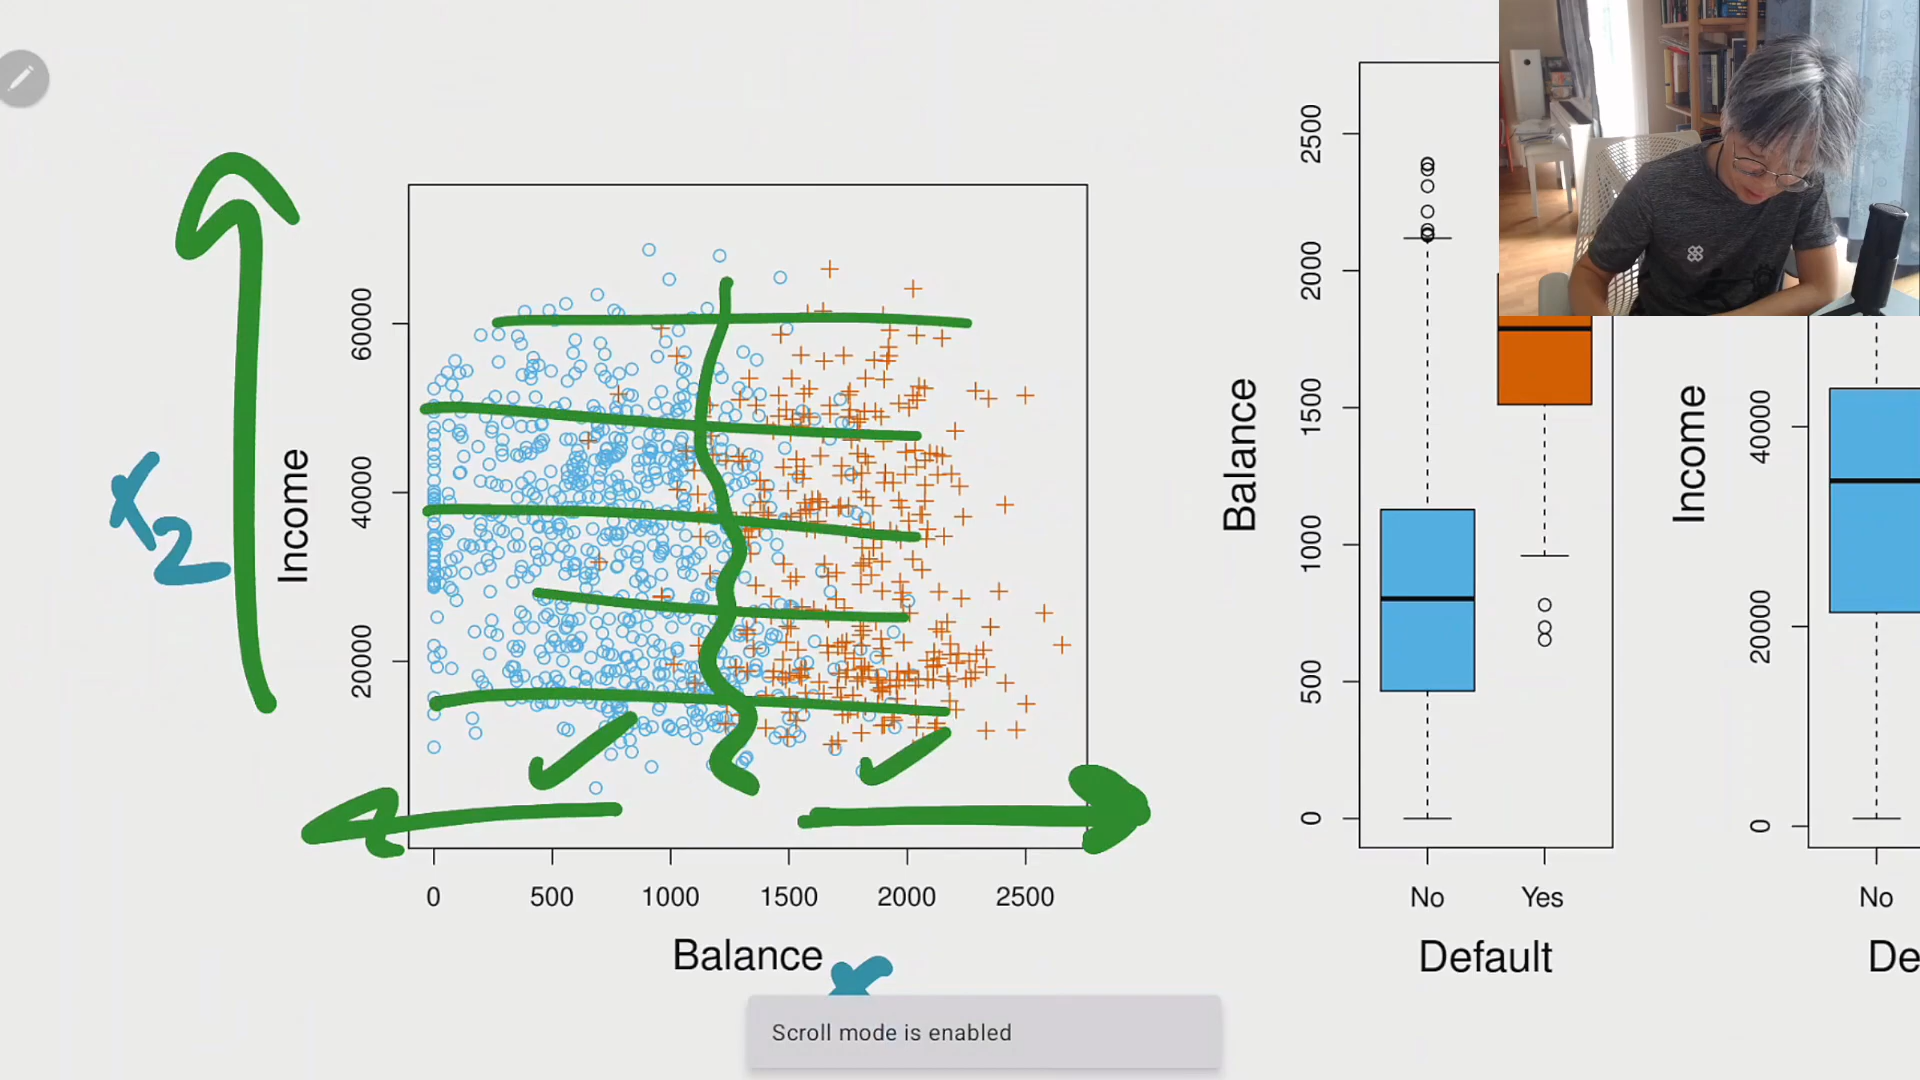 x2
Income
60000
40000
20000
0
500
1000
1500
2000
2500
Balance
x
Balance
2500
2000
1500
1000
500
0
No
Yes
Default
Income
40000
20000
0
No
De
Scroll mode is enabled